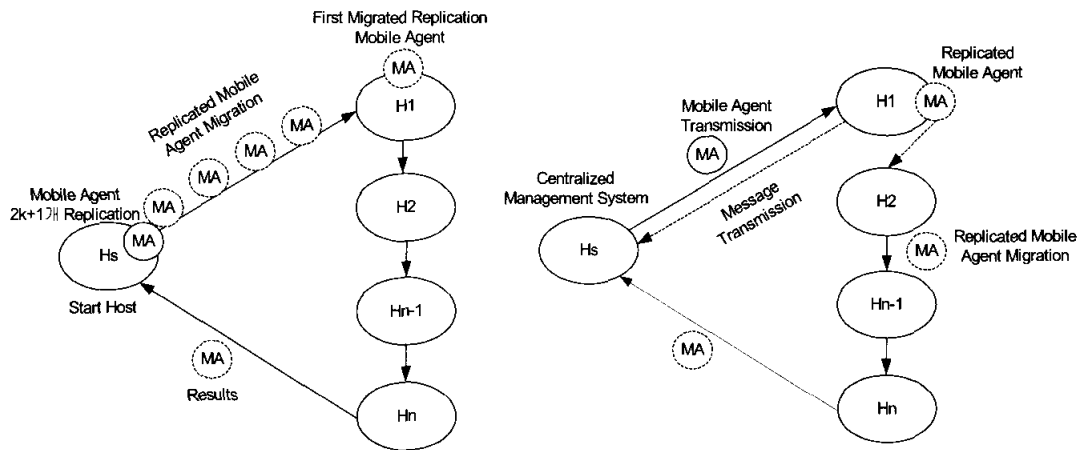 First Migrated Replication
Mobile Agent
MA
H1
Replicated Mobile
Agent Migration
MA
MA
MA
MA
Mobile Agent
2k+1개 Replication
MA
Hs
Start Host
H2
Hn-1
MA
Results
Hn
Replicated
Mobile Agent
H1
MA
Mobile Agent
Transmission
MA
Centralized
Management System
Message
Transmission
Hs
H2
MA
Replicated Mobile
Agent Migration
Hn-1
MA
Hn